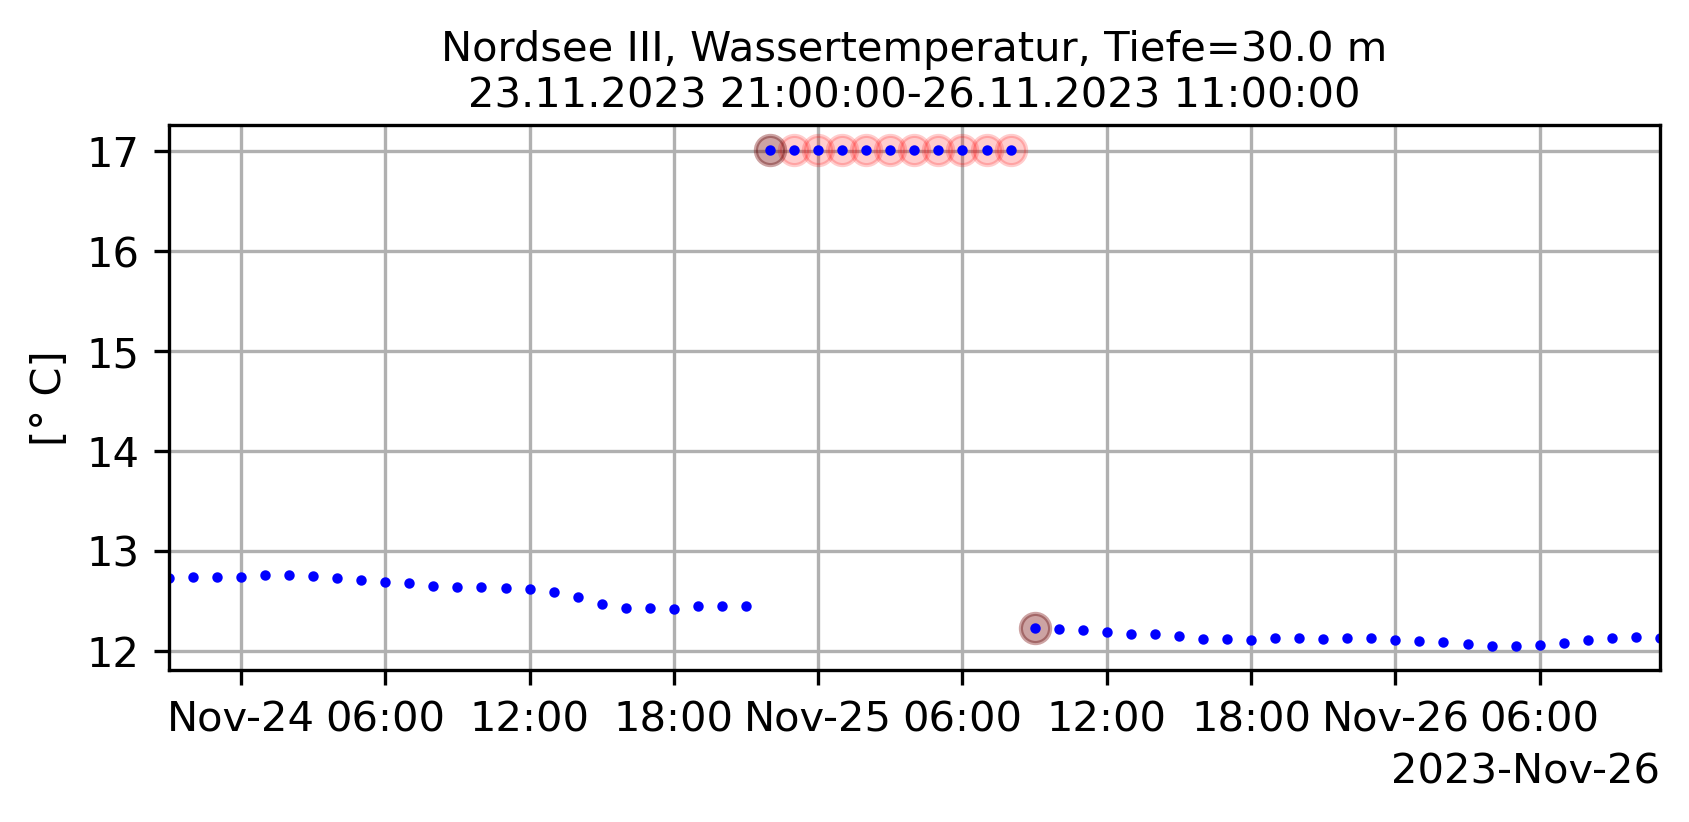 Nordsee III, Wassertemperatur, Tiefe=30.0 m
23.11.2023 21:00:00-26.11.2023 11:00:00
17
16
15
14
13
12
[° C]
Nov-24 06:00 12:00 18:00 Nov-25 06:00 12:00 18:00 Nov-26 06:00
2023-Nov-26